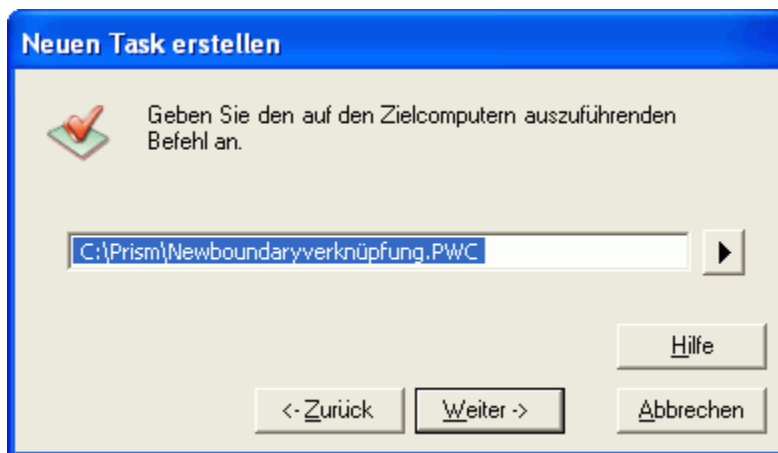 Neuen Task erstellen
Geben Sie den auf den Zielcomputern auszuführenden
Befehl an.
C:\Prism\Newboundaryverknüpfung.PWC
Hilfe
<- Zurück
Weiter ->
Abbrechen